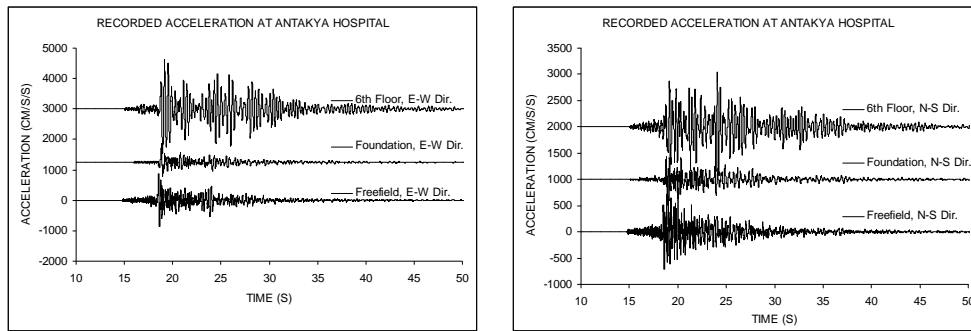 RECORDED ACCELERATION AT ANTAKYA HOSPITAL
ACCELERATION (CM/S/S)
5000
4000
3000
2000
1000
0
-1000
-2000
6th Floor, E-W Dir.
Foundation, E-W Dir.
Freefield, E-W Dir.
10 15 20 25 30 35 40 45 50
TIME (S)
RECORDED ACCELERATION AT ANTAKYA HOSPITAL
ACCELERATION (CM/S/S)
3500
3000
2500
2000
1500
1000
500
0
-500
-1000
6th Floor, N-S Dir.
Foundation, N-S Dir.
Freefield, N-S Dir.
10 15 20 25 30 35 40 45 50
TIME (S)